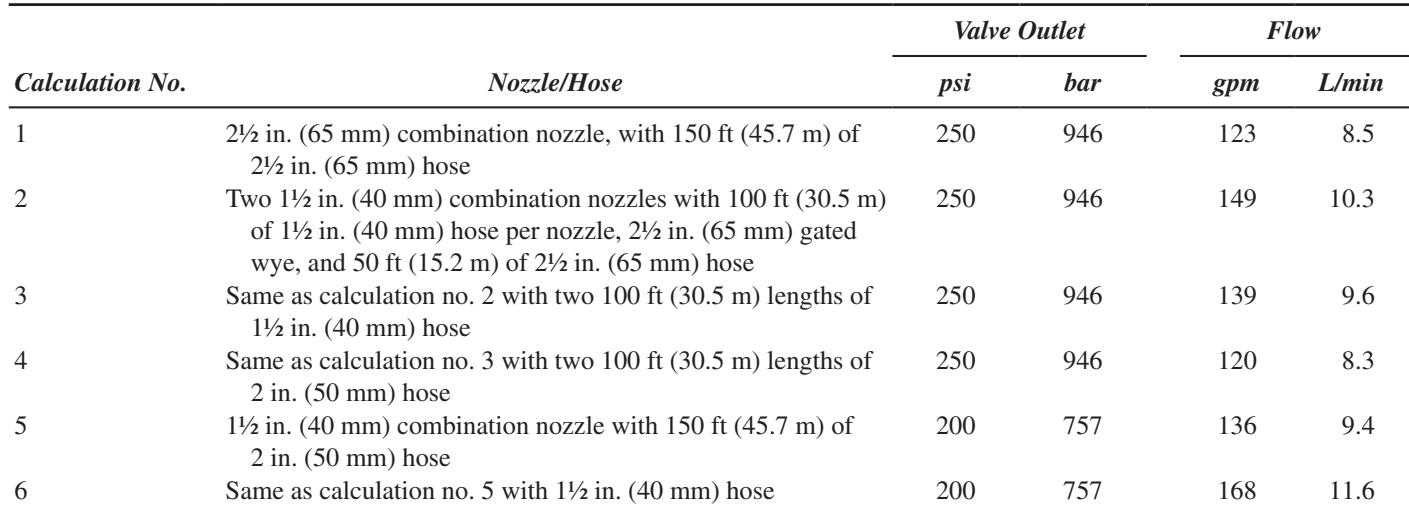 Valve Outlet Flow
Calculation No. Nozzle/Hose psi bar gpm L/min
1 2½ in. (65 mm) combination nozzle, with 150 ft (45.7 m) of 250 946 123 8.5
2½ in. (65 mm) hose
2 Two 1½ in. (40 mm) combination nozzles with 100 ft (30.5 m) 250 946 149 10.3
of 1½ in. (40 mm) hose per nozzle, 2½ in. (65 mm) gated
wye, and 50 ft (15.2 m) of 2½ in. (65 mm) hose
3 Same as calculation no. 2 with two 100 ft (30.5 m) lengths of 250 946 139 9.6
1½ in. (40 mm) hose
4 Same as calculation no. 3 with two 100 ft (30.5 m) lengths of 250 946 120 8.3
2 in. (50 mm) hose
5 1½ in. (40 mm) combination nozzle with 150 ft (45.7 m) of 200 757 136 9.4
2 in. (50 mm) hose
6 Same as calculation no. 5 with 1½ in. (40 mm) hose 200 757 168 11.6